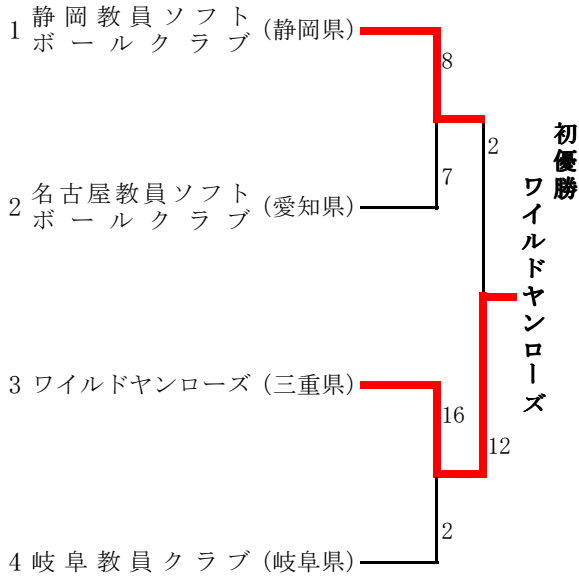 1 静岡教員ソフト
ボールクラブ (静岡県)
8
2
7
2 名古屋教員ソフト
ボールクラブ (愛知県)
初優勝
ワイルドヤンローズ
3 ワイルドヤンローズ (三重県)
16
12
2
4 岐阜教員クラブ (岐阜県)